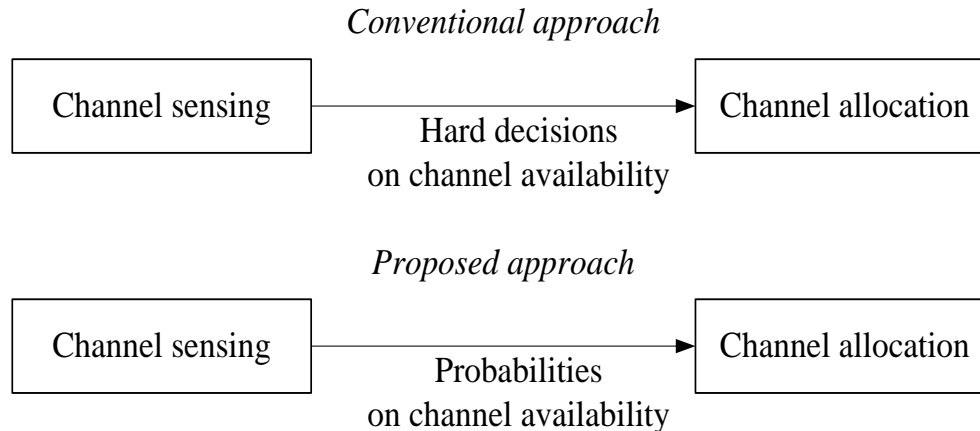 Conventional approach
Channel sensing
Hard decisions
on channel availability
Channel allocation
Proposed approach
Channel sensing
Probabilities
on channel availability
Channel allocation